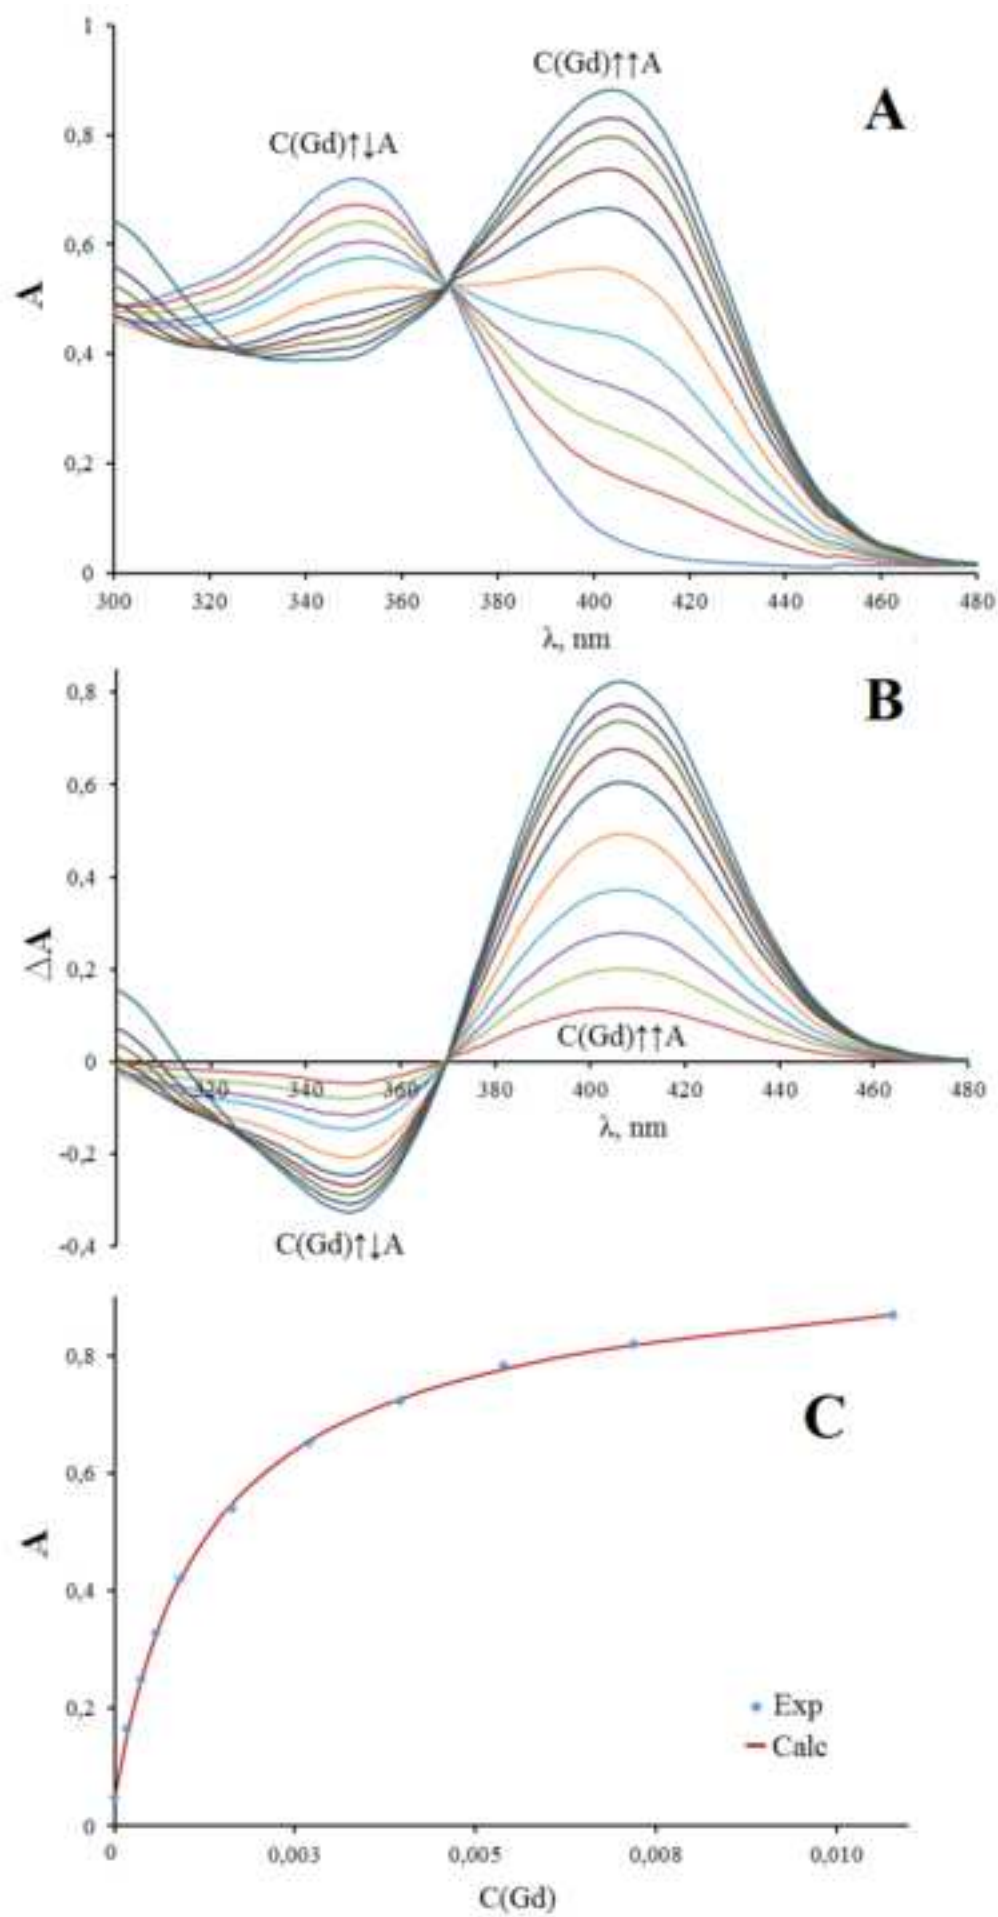 1
C(Gd)↑↑A
A
0,8
C(Gd)↑↓A
0,6
A
0,4
0,2
0
300 320 340 360 380 400 420 440 460 480
λ, nm
B
0,8
0,6
0,4
ΔA
0,2
C(Gd)↑↑A
0
320 340 360 380 400 420 440 460 480
λ, nm
-0,2
C(Gd)↑↓A
-0,4
0,8
C
0,6
A
0,4
0,2
Exp
Calc
0
0 0,003 0,005 0,008 0,010
C(Gd)